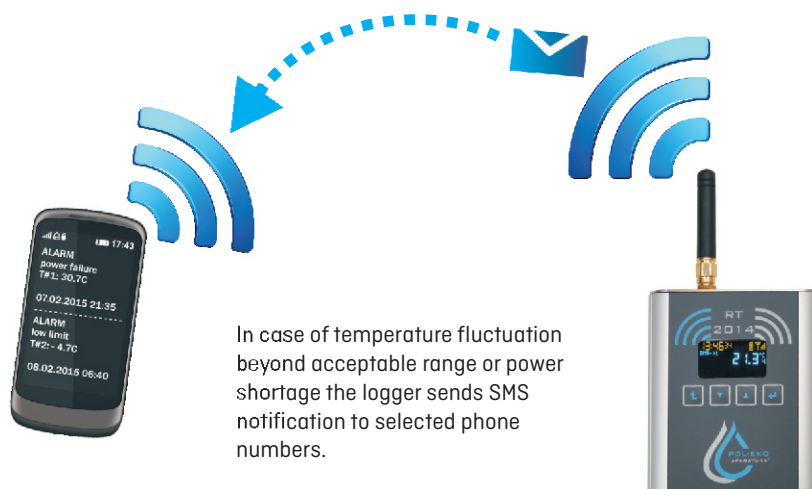 17:43
ALARM
power failure
T#1: 30.7C
07.02.2015 21:35
ALARM
low limit
T#2: - 4.7C
08.02.2015 06:40
In case of temperature fluctuation
beyond acceptable range or power
shortage the logger sends SMS
notification to selected phone
numbers.
RT
2014
21.3
POL-EKO